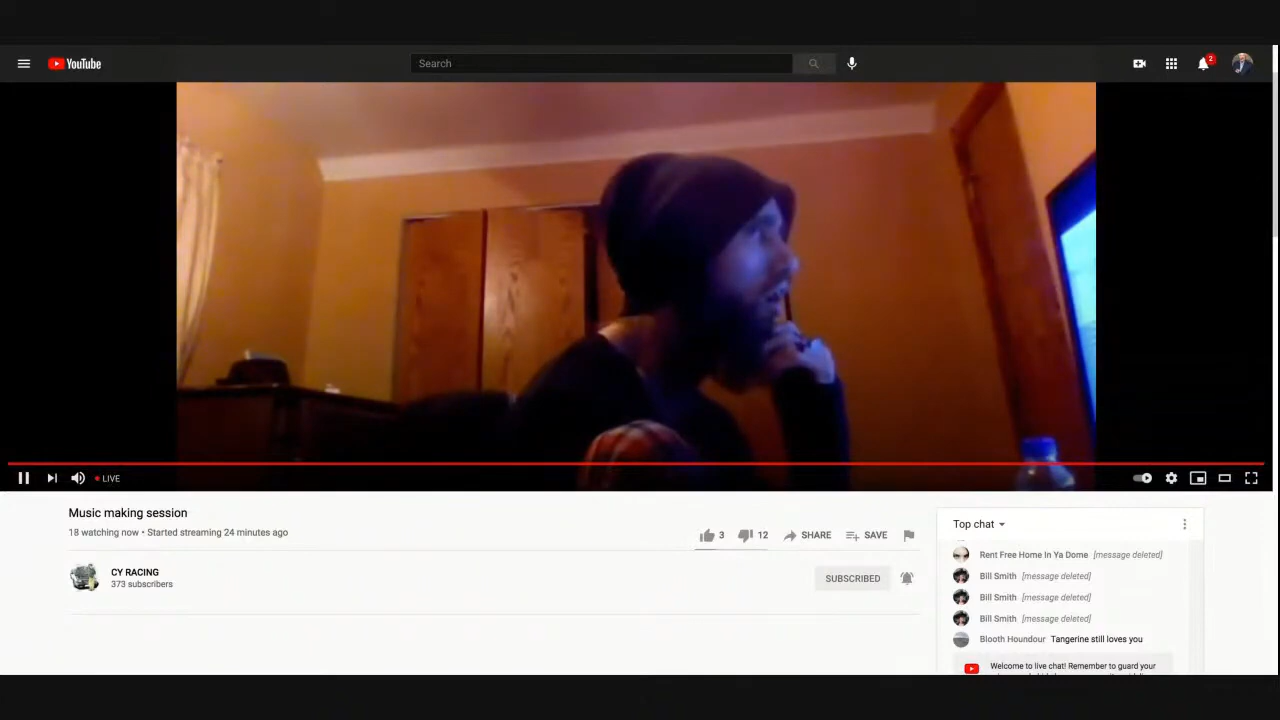 YouTube
Search
2
LIVE
Music making session
18 watching now • Started streaming 24 minutes ago
3
12
SHARE
SAVE
CY RACING
373 subscribers
SUBSCRIBED
Top chat
Rent Free Home In Ya Dome [message deleted]
Bill Smith [message deleted]
Bill Smith [message deleted]
Bill Smith [message deleted]
Blooth Houndour Tangerine still loves you
Welcome to live chat! Remember to guard your